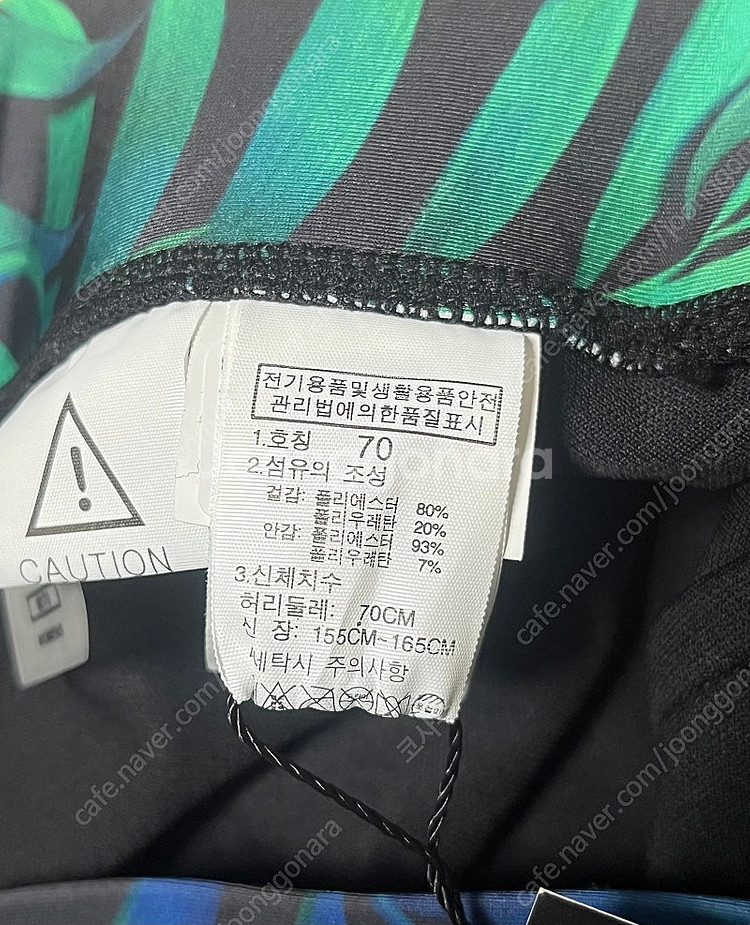 전기용품및생활용품안전
관리법에의한품질표시
1.호칭 70
2.섬유의 조성
겉감: 폴리에스터 80%
폴리우레탄 20%
안감: 폴리에스터 93%
폴리우레탄 7%
3.신체치수
허리둘레: 70CM
신 장: 155CM~165CM
세탁시 주의사항
CAUTION
cafe.naver.com/joonggonara
cafe.naver.com/joonggonara
cafe.naver.com/joonggonara
cafe.naver.com/joonggonara